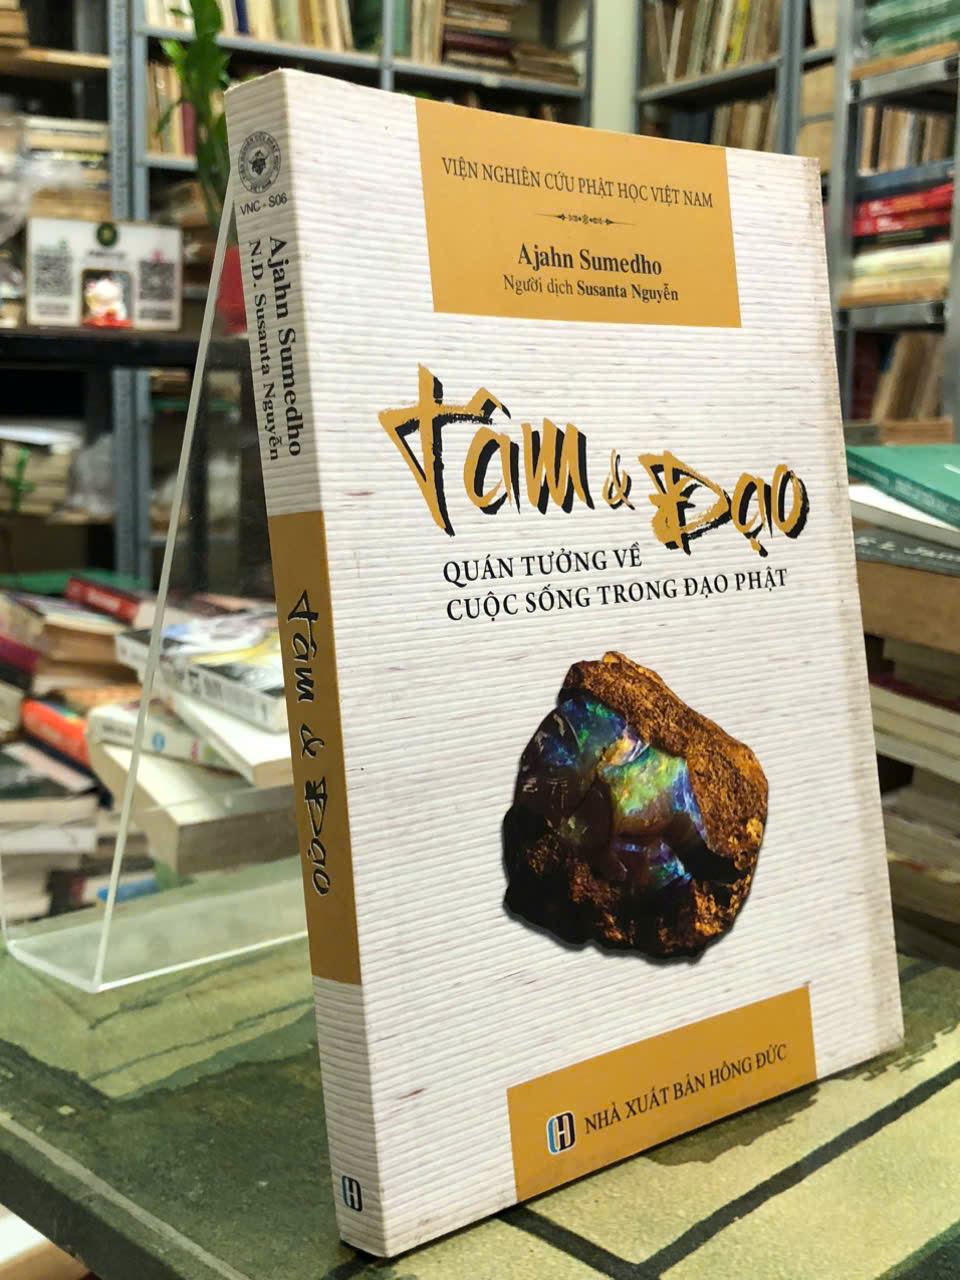 VIỆN NGHIÊN CỨU PHẬT HỌC VIỆT NAM
Ajahn Sumedho
Người dịch Susanta Nguyễn
Tâm & Đạo
QUÁN TƯỞNG VỀ
CUỘC SỐNG TRONG ĐẠO PHẬT
NHÀ XUẤT BẢN HỒNG ĐỨC
VNC - S06
Ajahn Sumedho
N.D. Susanta Nguyễn
Tâm & Đạo